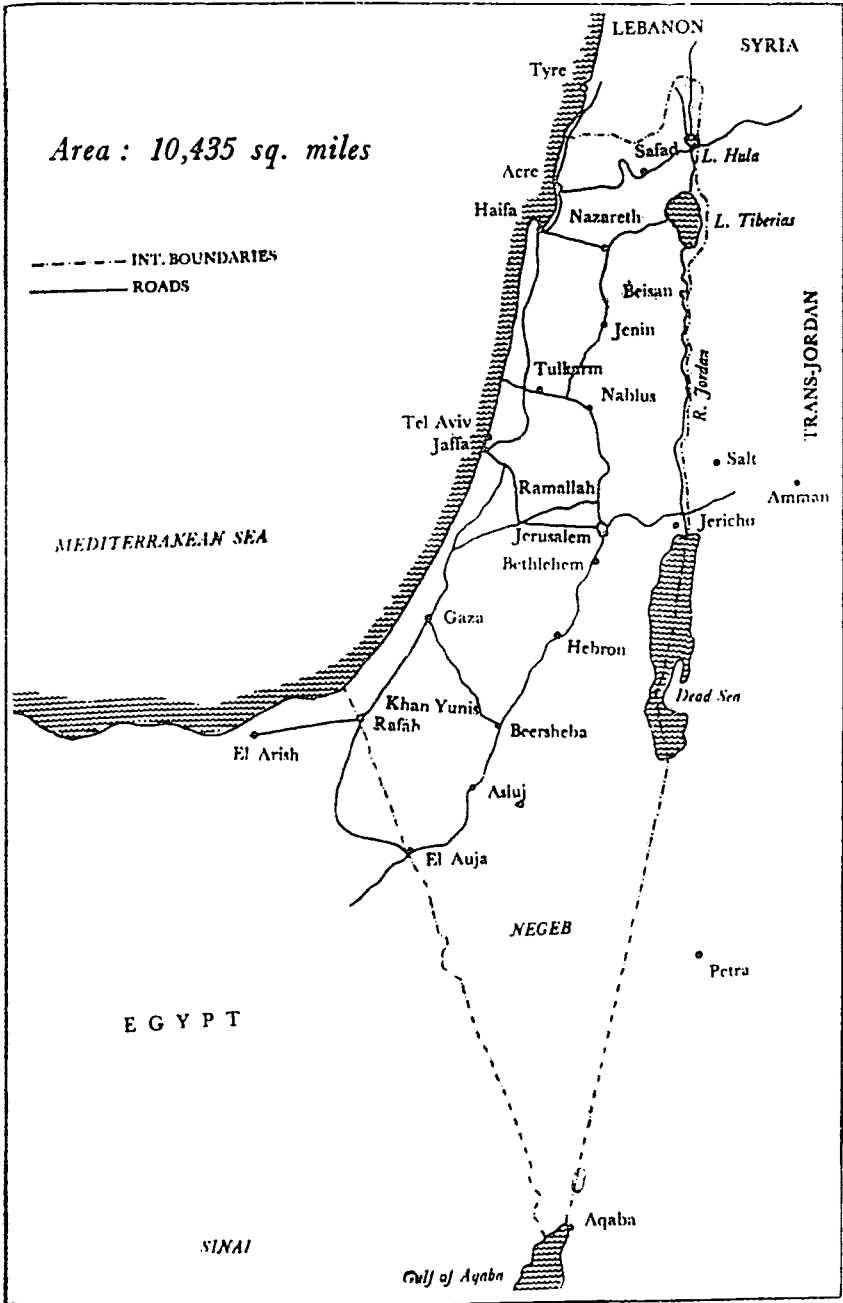 LEBANON
SYRIA
Tyre
Area : 10,435 sq. miles
Safad
L. Hula
Acre
Haifa
Nazareth
L. Tiberias
INT. BOUNDARIES
ROADS
Beisan
Jenin
TRANS-JORDAN
R. Jordan
Tulkarm
Nablus
Tel Aviv
Jaffa
Salt
Ramallah
Amman
MEDITERRANEAN SEA
Jerusalem
Jericho
Bethlehem
Gaza
Hebron
Dead Sea
Khan Yunis
Rafah
Beersheba
El Arish
Asluj
El Auja
NEGEB
Petra
EGYPT
Aqaba
SINAI
Gulf of Aqaba